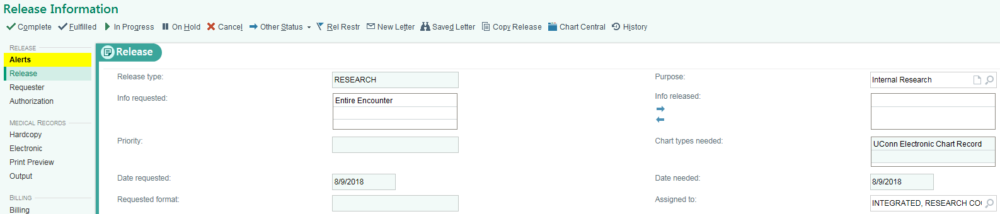 Release Information
Complete Fulfilled In Progress On Hold Cancel Other Status Rel Restr New Letter Saved Letter Copy Release Chart Central History
RELEASE
Alerts
Release
Requester
Authorization
MEDICAL RECORDS
Hardcopy
Electronic
Print Preview
Output
BILLING
Billing
Release
Release type: RESEARCH Purpose: Internal Research
Info requested: Entire Encounter Info released:
Priority: Chart types needed: UConn Electronic Chart Record
Date requested: 8/9/2018 Date needed: 8/9/2018
Requested format: Assigned to: INTEGRATED, RESEARCH